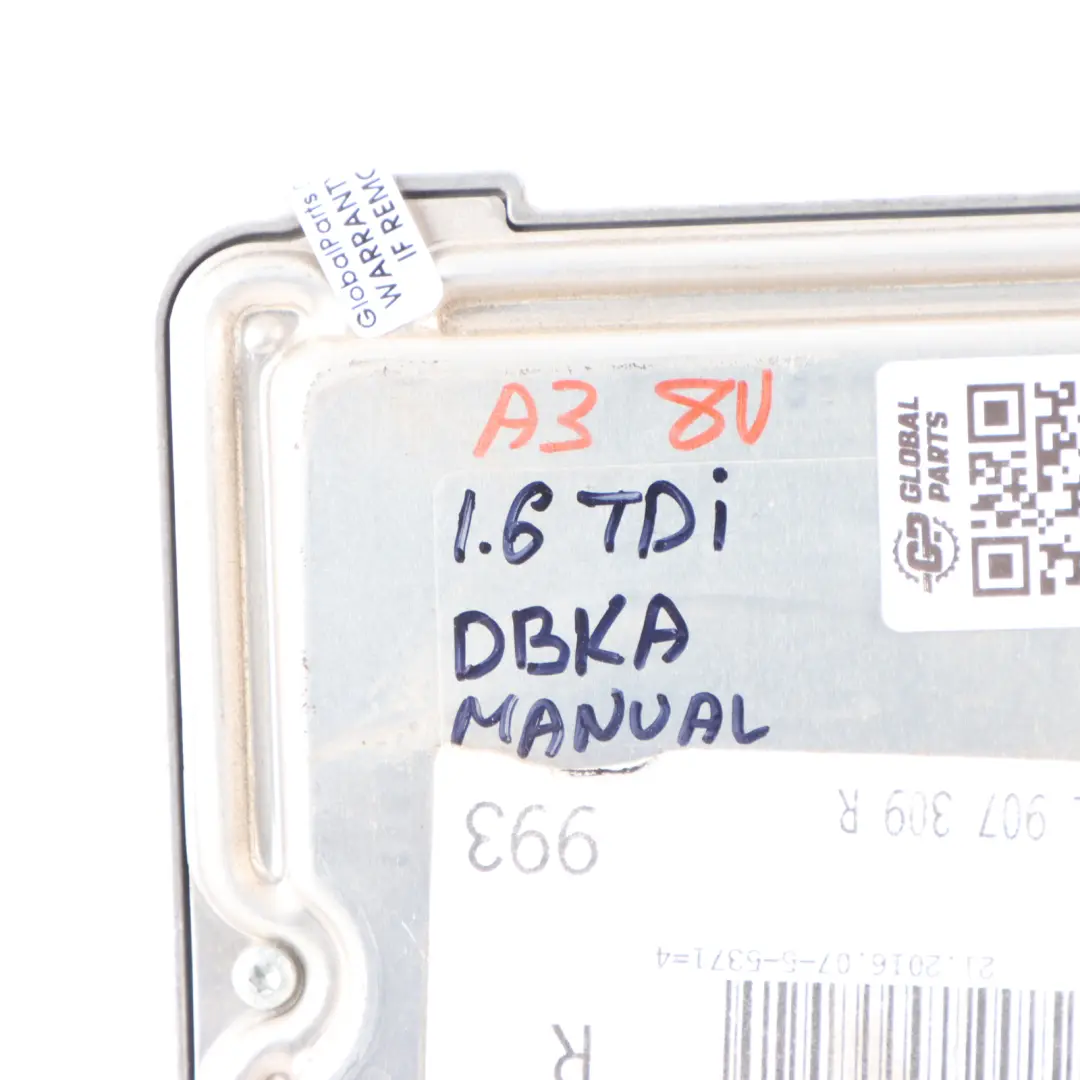 GlobalParts
WARRANT
IF REMO
A3 8V
1.6 TDi
DBKA
MANUAL
GLOBAL
PARTS
GP
993
907 309 R
21.2016.07-5-5371=4
R